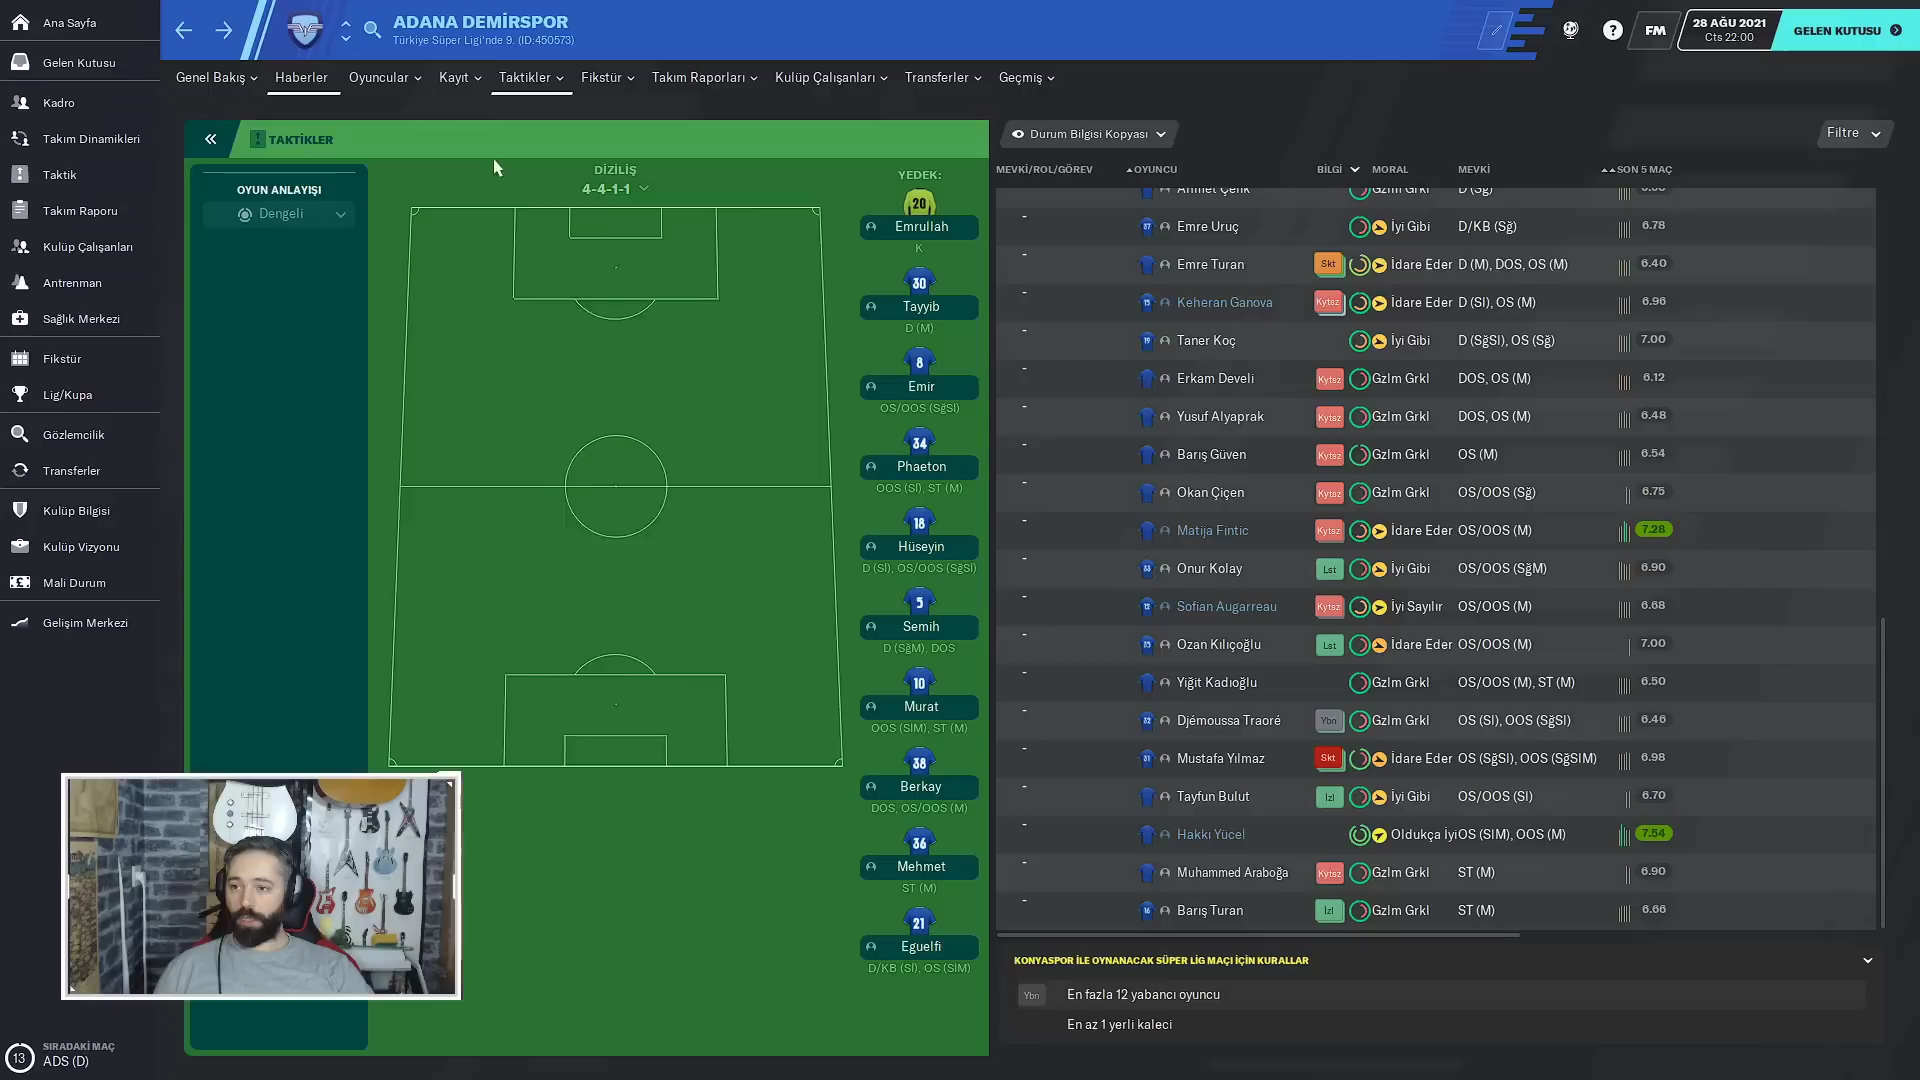 Ana Sayfa
Gelen Kutusu
Kadro
Takım Dinamikleri
Taktik
Takım Raporu
Kulüp Çalışanları
Antrenman
Sağlık Merkezi
Fikstür
Lig/Kupa
Gözlemcilik
Transferler
Kulüp Bilgisi
Kulüp Vizyonu
Mali Durum
Gelişim Merkezi
13
SIRADAKİ MAÇ
ADS (D)
ADANA DEMİRSPOR
Türkiye Süper Ligi'nde 9. (ID:450573)
?
FM
28 AĞU 2021
Cts 22:00
GELEN KUTUSU
Genel Bakış
Haberler
Oyuncular
Kayıt
Taktikler
Fikstür
Takım Raporları
Kulüp Çalışanları
Transferler
Geçmiş
TAKTİKLER
OYUN ANLAYIŞI
Dengeli
DİZİLİŞ
4-4-1-1
YEDEK:
20
Emrullah
K
30
Tayyib
D (M)
8
Emir
OS/OOS (SğSl)
34
Phaeton
OOS (Sl), ST (M)
18
Hüseyin
D (Sl), OS/OOS (SğSl)
5
Semih
D (SğM), DOS
10
Murat
OOS (SlM), ST (M)
38
Berkay
DOS, OS/OOS (M)
36
Mehmet
ST (M)
21
Eguelfi
D/KB (Sl), OS (SlM)
Durum Bilgisi Kopyası
Filtre
MEVKİ/ROL/GÖREV OYUNCU BİLGİ MORAL MEVKİ SON 5 MAÇ
Ahmet Çelik Gzlm Grkl D (Sğ)
- 37 Emre Uruç İyi Gibi D/KB (Sğ) 6.78
- Emre Turan Skt İdare Eder D (M), DOS, OS (M) 6.40
- 15 Keheran Ganova Kytsz İdare Eder D (Sl), OS (M) 6.96
- 19 Taner Koç İyi Gibi D (SğSl), OS (Sğ) 7.00
- Erkam Develi Kytsz Gzlm Grkl DOS, OS (M) 6.12
- Yusuf Alyaprak Kytsz Gzlm Grkl DOS, OS (M) 6.48
- Barış Güven Kytsz Gzlm Grkl OS (M) 6.54
- Okan Çiçen Kytsz Gzlm Grkl OS/OOS (Sğ) 6.75
- Matija Fintic Kytsz İdare Eder OS/OOS (M) 7.28
- 33 Onur Kolay Lst İyi Gibi OS/OOS (SğM) 6.90
- 12 Sofian Augarreau Kytsz İyi Sayılır OS/OOS (M) 6.68
- 35 Ozan Kılıçoğlu Lst İdare Eder OS/OOS (M) 7.00
- Yiğit Kadıoğlu Gzlm Grkl OS/OOS (M), ST (M) 6.50
- 32 Djémoussa Traoré Ybn Gzlm Grkl OS (Sl), OOS (SğSl) 6.46
- 31 Mustafa Yılmaz Skt İdare Eder OS (SğSl), OOS (SğSlM) 6.98
- Tayfun Bulut İzl İyi Gibi OS/OOS (Sl) 6.70
- Hakkı Yücel Oldukça İyi OS (SlM), OOS (M) 7.54
- Muhammed Araboğa Kytsz Gzlm Grkl ST (M) 6.90
- 16 Barış Turan İzl Gzlm Grkl ST (M) 6.66
KONYASPOR İLE OYNANACAK SÜPER LİG MAÇI İÇİN KURALLAR
Ybn En fazla 12 yabancı oyuncu
En az 1 yerli kaleci